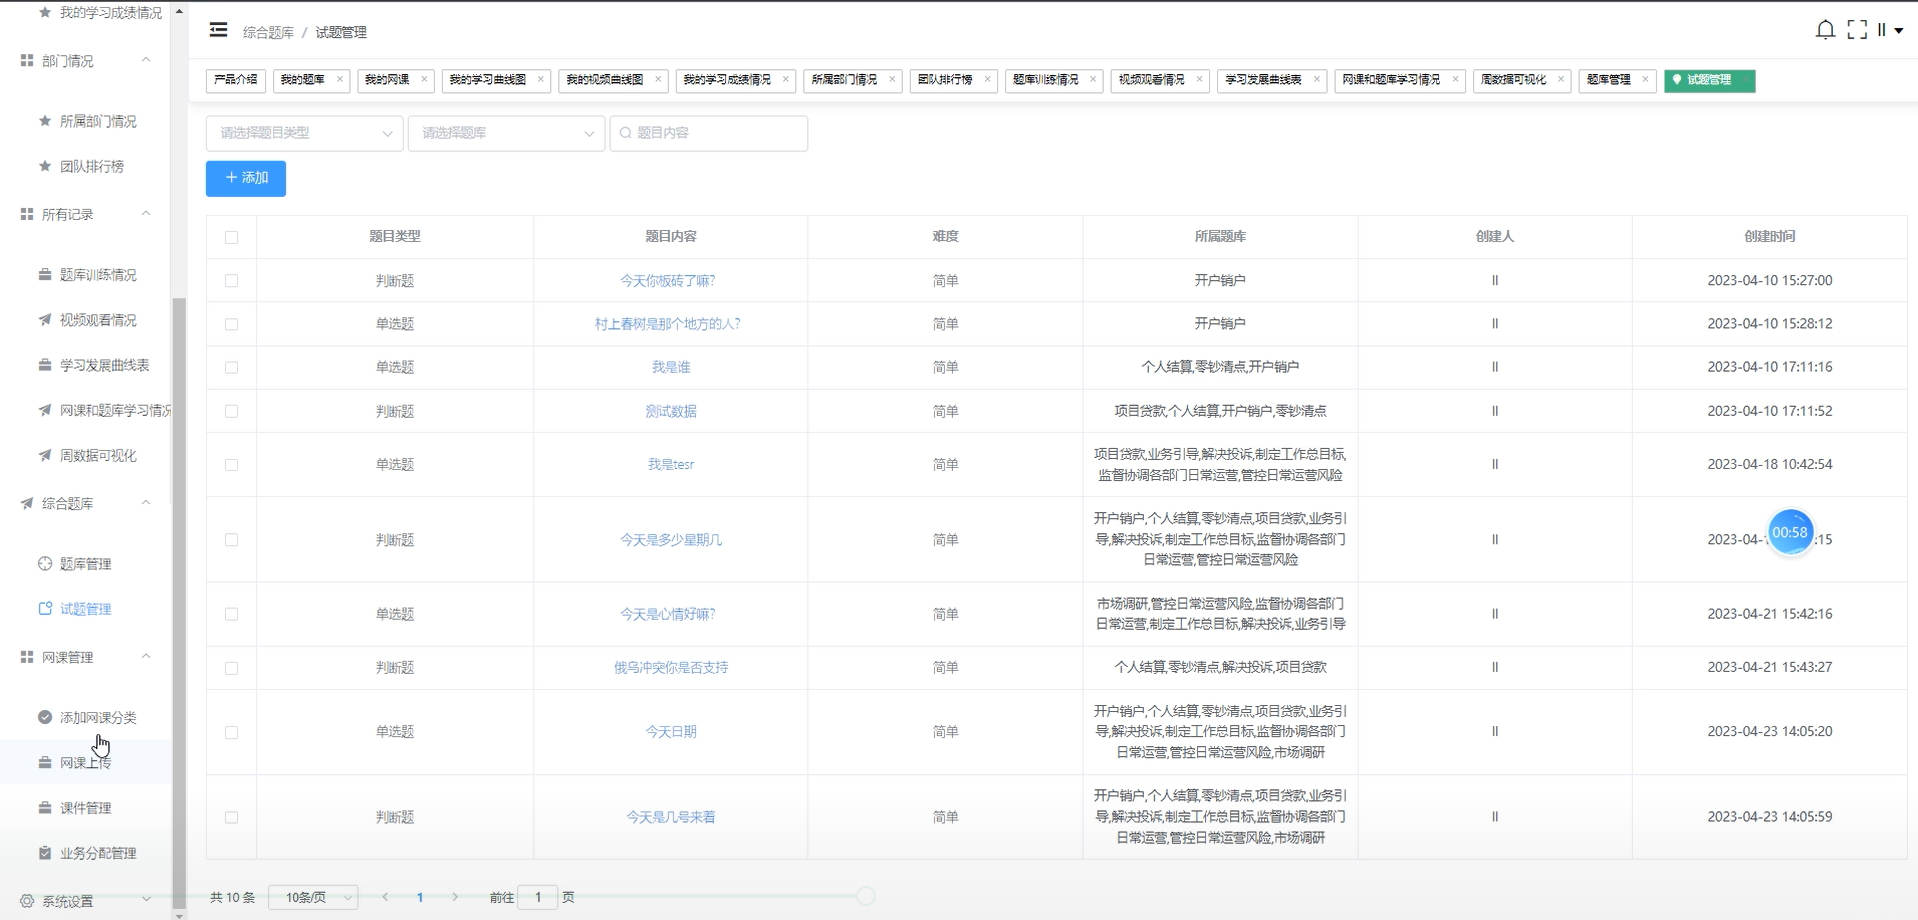 我的学习成绩情况
部门情况
所属部门情况
团队排行榜
所有记录
题库训练情况
视频观看情况
学习发展曲线表
网课和题库学习情况
周数据可视化
综合题库
题库管理
试题管理
网课管理
添加网课分类
网课上传
课件管理
业务分配管理
系统设置
综合题库 / 试题管理
II
产品介绍 我的题库 × 我的网课 × 我的学习曲线图 × 我的视频曲线图 × 我的学习成绩情况 × 所属部门情况 × 团队排行榜 × 题库训练情况 × 视频观看情况 × 学习发展曲线表 × 网课和题库学习情况 × 周数据可视化 × 题库管理 × 试题管理
请选择题目类型 请选择题库 题目内容
+ 添加
题目类型 题目内容 难度 所属题库 创建人 创建时间
判断题 今天你板砖了嘛? 简单 开户销户 II 2023-04-10 15:27:00
单选题 村上春树是那个地方的人? 简单 开户销户 II 2023-04-10 15:28:12
单选题 我是谁 简单 个人结算,零钞清点,开户销户 II 2023-04-10 17:11:16
判断题 测试数据 简单 项目贷款,个人结算,开户销户,零钞清点 II 2023-04-10 17:11:52
单选题 我是tesr 简单 项目贷款,业务引导,解决投诉,制定工作总目标,
监督协调各部门日常运营,管控日常运营风险 II 2023-04-18 10:42:54
判断题 今天是多少星期几 简单 开户销户,个人结算,零钞清点,项目贷款,业务引
导,解决投诉,制定工作总目标,监督协调各部门
日常运营,管控日常运营风险 II 2023-04- :15
00:58
单选题 今天是心情好嘛? 简单 市场调研,管控日常运营风险,监督协调各部门
日常运营,制定工作总目标,解决投诉,业务引导 II 2023-04-21 15:42:16
判断题 俄乌冲突你是否支持 简单 个人结算,零钞清点,解决投诉,项目贷款 II 2023-04-21 15:43:27
单选题 今天日期 简单 开户销户,个人结算,零钞清点,项目贷款,业务引
导,解决投诉,制定工作总目标,监督协调各部门
日常运营,管控日常运营风险,市场调研 II 2023-04-23 14:05:20
判断题 今天是几号来着 简单 开户销户,个人结算,零钞清点,项目贷款,业务引
导,解决投诉,制定工作总目标,监督协调各部门
日常运营,管控日常运营风险,市场调研 II 2023-04-23 14:05:59
共 10 条 10条/页 1 前往 1 页